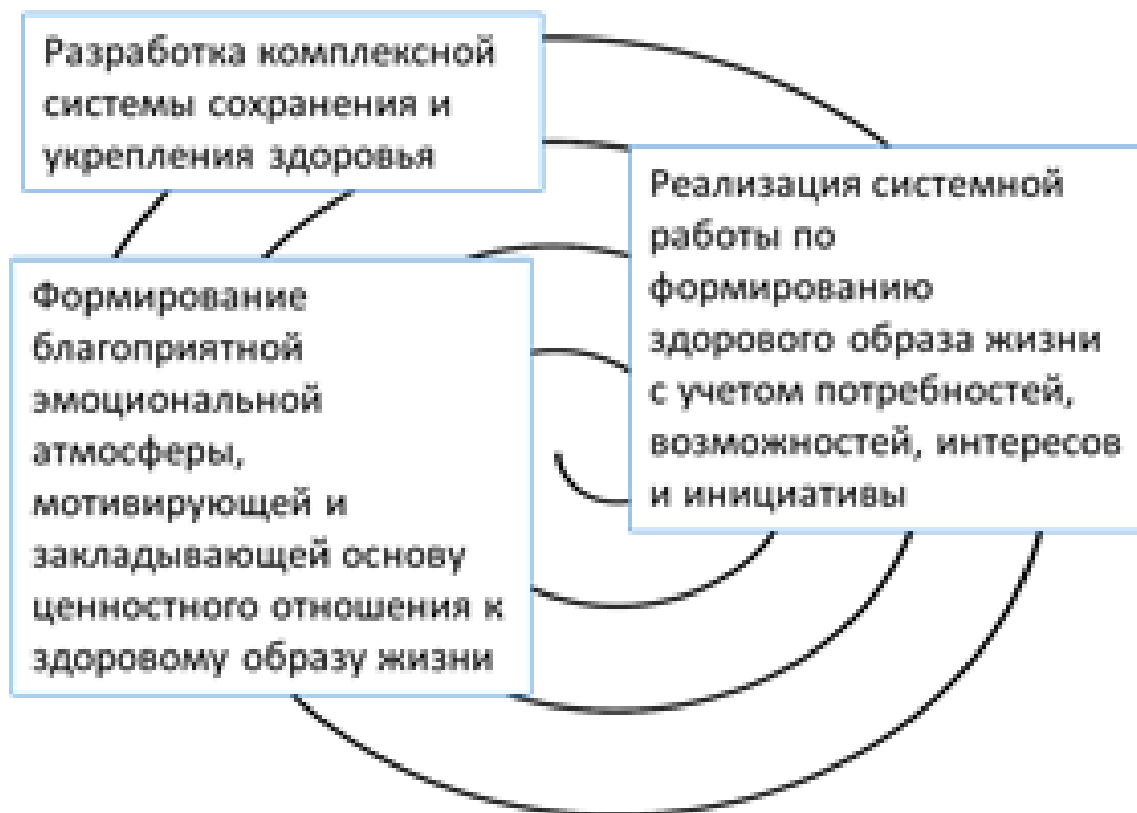 Разработка комплексной
системы сохранения и
укрепления здоровья
Реализация системной
работы по
формированию
здорового образа жизни
с учетом потребностей,
возможностей, интересов
и инициативы
Формирование
благоприятной
эмоциональной
атмосферы,
мотивирующей и
закладывающей основу
ценностного отношения к
здоровому образу жизни